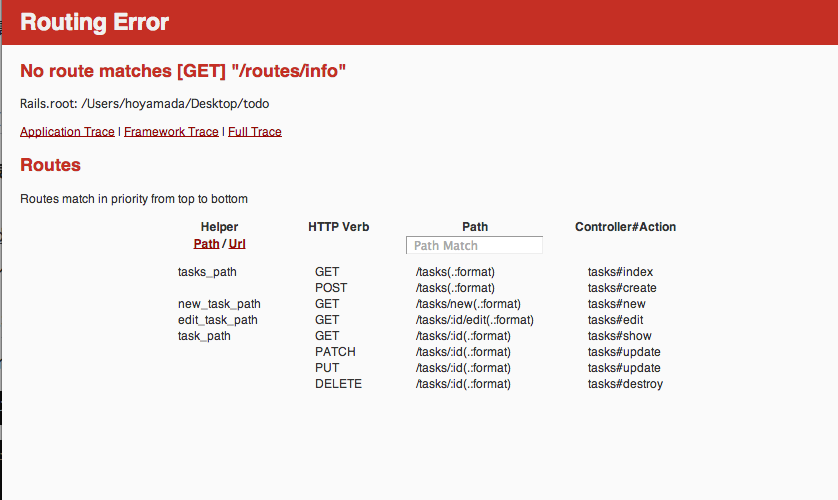 Routing Error
No route matches [GET] "/routes/info"
Rails.root: /Users/hoyamada/Desktop/todo
Application Trace | Framework Trace | Full Trace
Routes
Routes match in priority from top to bottom
Helper HTTP Verb Path Controller#Action
Path / Url Path Match
tasks_path GET /tasks(.:format) tasks#index
POST /tasks(.:format) tasks#create
new_task_path GET /tasks/new(.:format) tasks#new
edit_task_path GET /tasks/:id/edit(.:format) tasks#edit
task_path GET /tasks/:id(.:format) tasks#show
PATCH /tasks/:id(.:format) tasks#update
PUT /tasks/:id(.:format) tasks#update
DELETE /tasks/:id(.:format) tasks#destroy